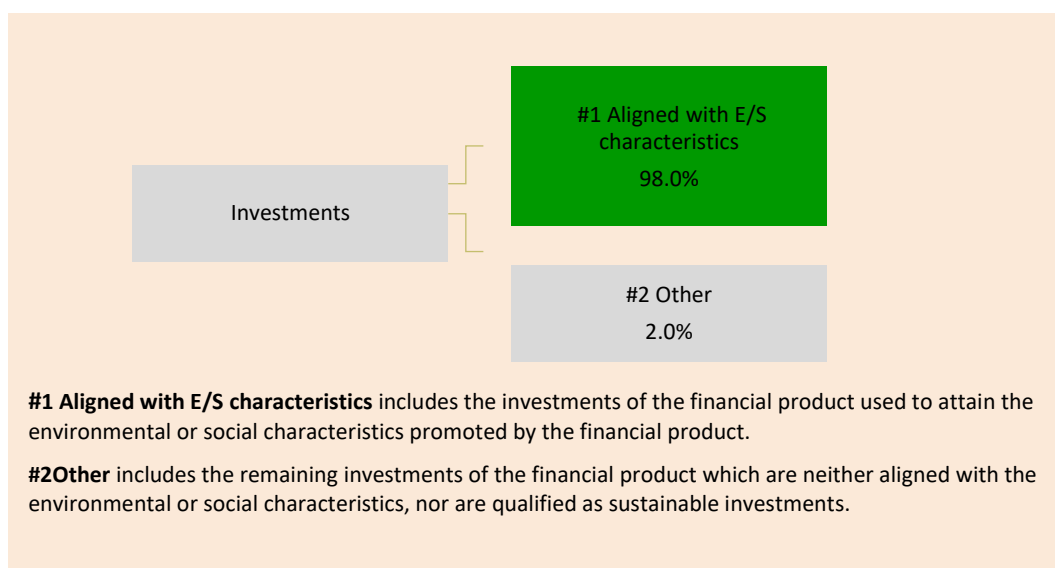 #1 Aligned with E/S
characteristics
98.0%
Investments
#2 Other
2.0%
#1 Aligned with E/S characteristics includes the investments of the financial product used to attain the
environmental or social characteristics promoted by the financial product.
#2Other includes the remaining investments of the financial product which are neither aligned with the
environmental or social characteristics, nor are qualified as sustainable investments.